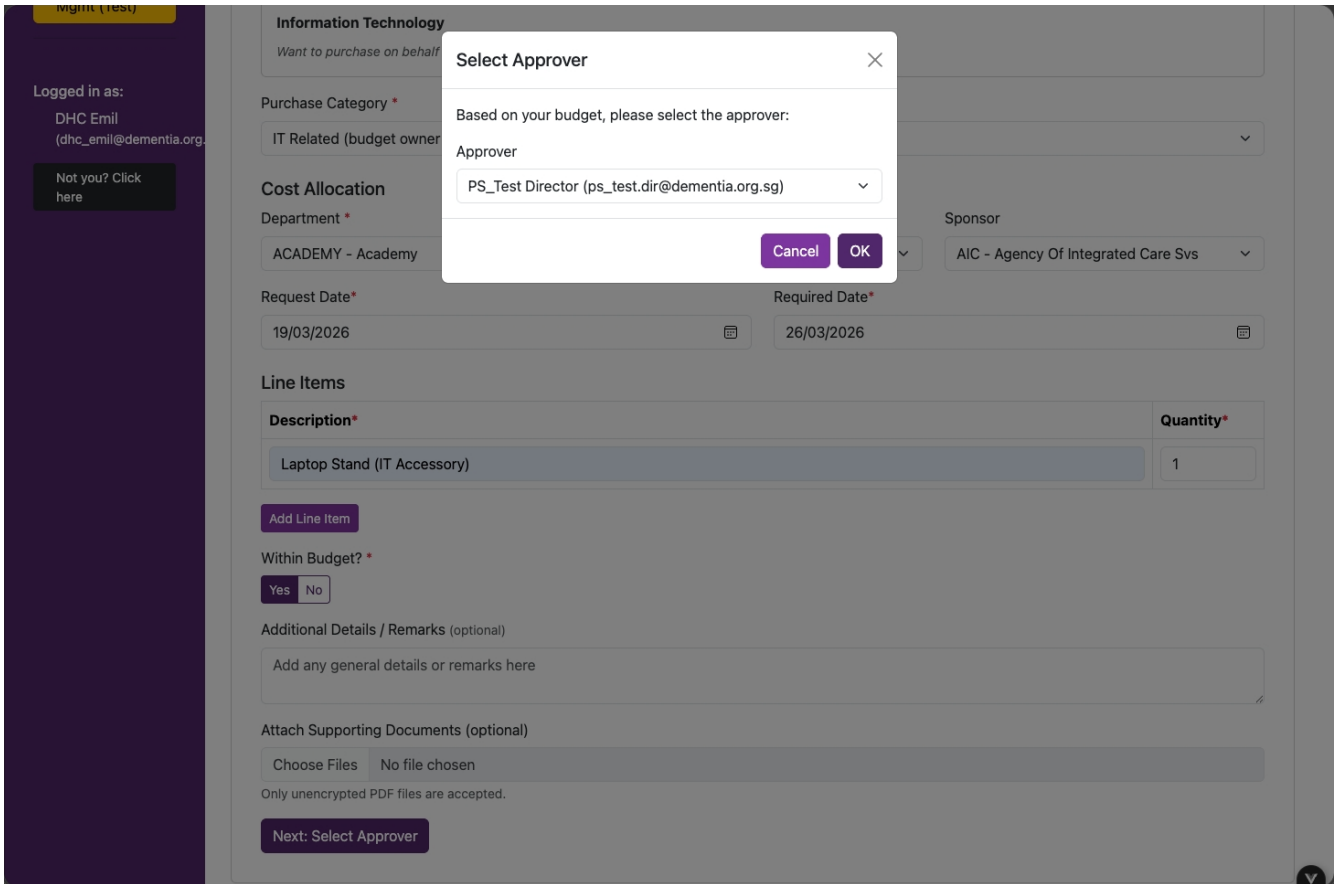 Mgmt (Test)
Logged in as:
DHC Emil
(dhc_emil@dementia.org.
Not you? Click
here
Information Technology
Want to purchase on behalf
Purchase Category *
IT Related (budget owner
Cost Allocation
Department *
ACADEMY - Academy
Sponsor
AIC - Agency Of Integrated Care Svs
Select Approver
Based on your budget, please select the approver:
Approver
PS_Test Director (ps_test.dir@dementia.org.sg)
Cancel
OK
Request Date*
Required Date*
19/03/2026
26/03/2026
Line Items
Description*
Quantity*
Laptop Stand (IT Accessory)
1
Add Line Item
Within Budget? *
Yes
No
Additional Details / Remarks (optional)
Add any general details or remarks here
Attach Supporting Documents (optional)
Choose Files
No file chosen
Only unencrypted PDF files are accepted.
Next: Select Approver